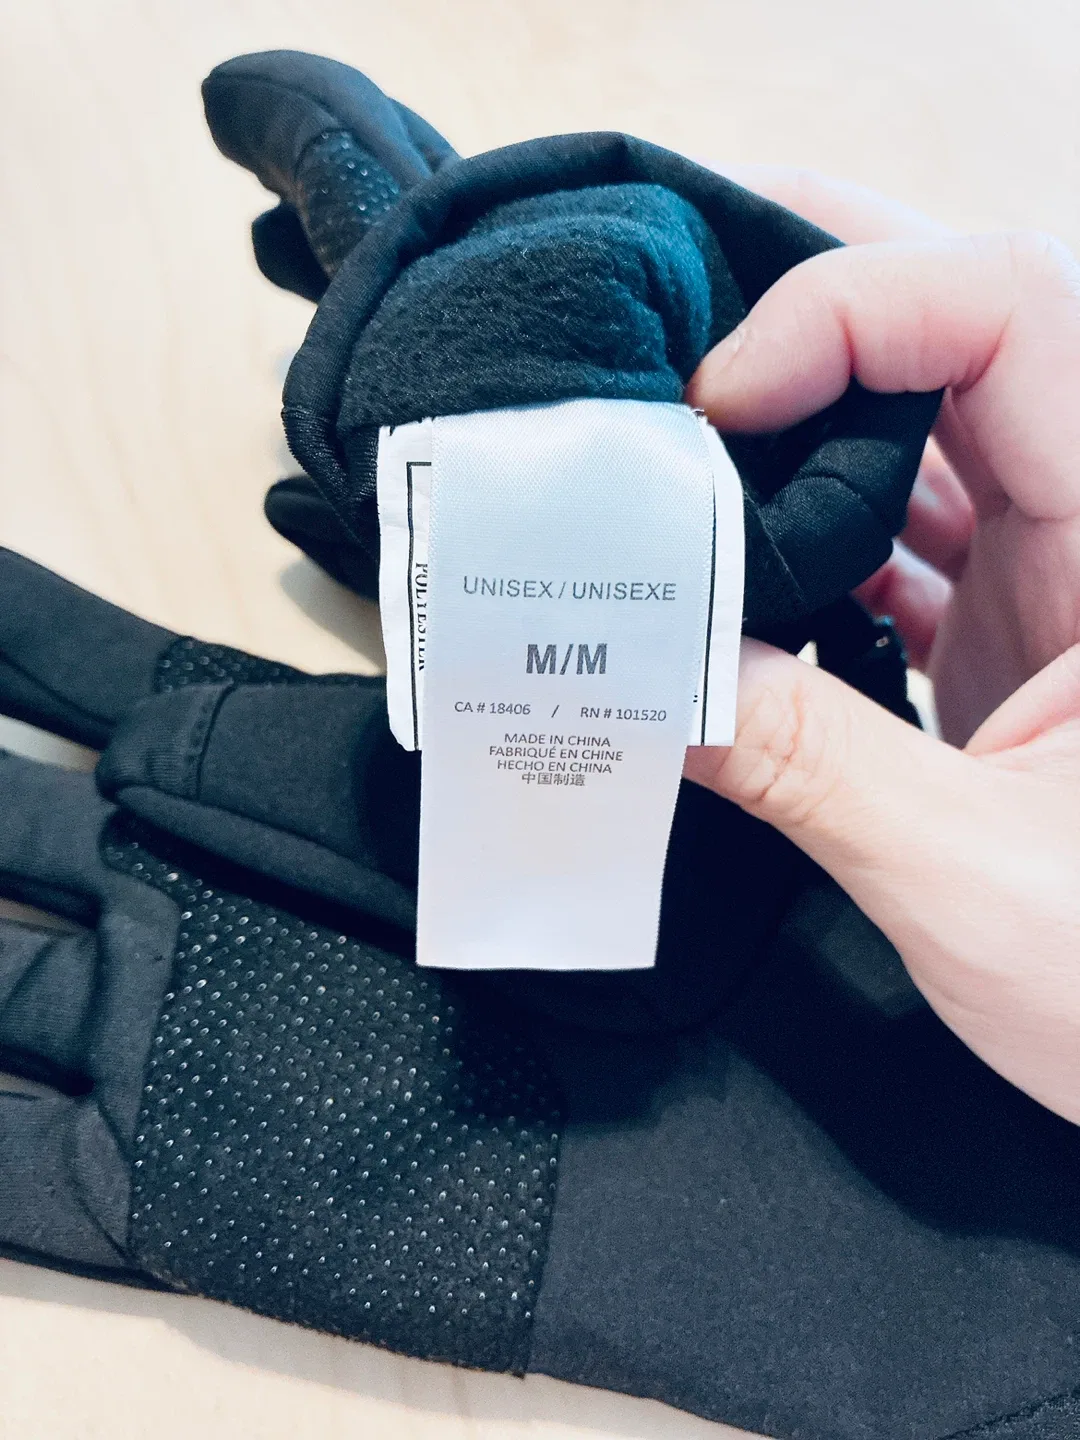 UNISEX / UNISEXE
M/M
CA # 18406 / RN # 101520
MADE IN CHINA
FABRIQUÉ EN CHINE
HECHO EN CHINA
中国制造
POLYESTER